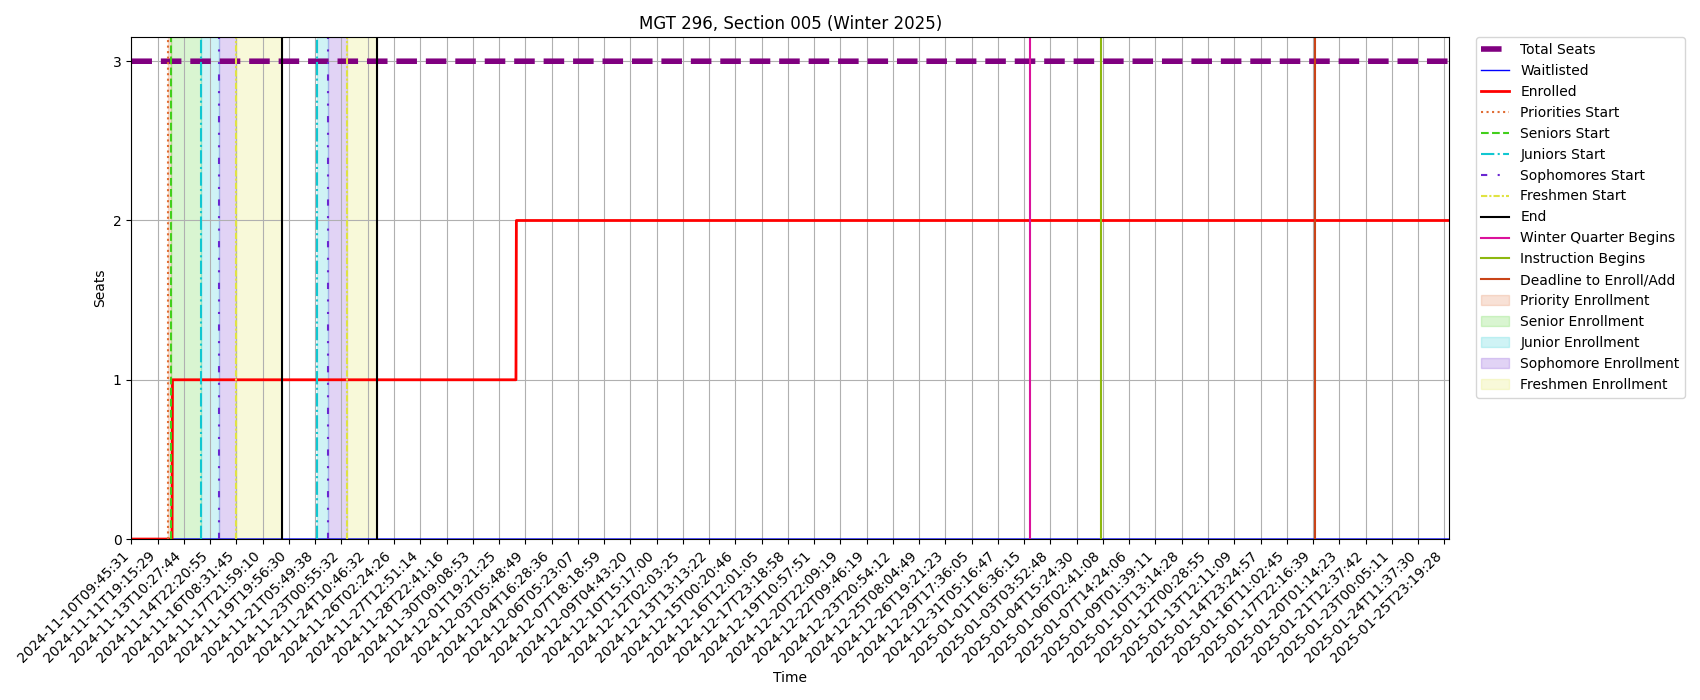 MGT 296, Section 005 (Winter 2025)
3
2
1
0
Seats
2024-11-10T09:45:31
2024-11-11T19:15:29
2024-11-13T10:27:44
2024-11-14T22:20:55
2024-11-16T08:31:45
2024-11-17T21:59:10
2024-11-19T19:56:30
2024-11-21T05:49:38
2024-11-23T00:55:32
2024-11-24T10:46:32
2024-11-26T02:24:26
2024-11-27T12:51:14
2024-11-28T22:41:16
2024-11-30T09:08:53
2024-12-01T19:21:25
2024-12-03T05:48:49
2024-12-04T16:28:36
2024-12-06T05:23:07
2024-12-07T18:18:59
2024-12-09T04:43:20
2024-12-10T15:17:00
2024-12-12T02:03:25
2024-12-13T13:13:22
2024-12-15T00:20:46
2024-12-16T12:01:05
2024-12-17T23:18:58
2024-12-19T10:57:51
2024-12-20T22:09:19
2024-12-22T09:46:19
2024-12-23T20:54:12
2024-12-25T08:04:49
2024-12-26T19:21:23
2024-12-29T17:36:05
2024-12-31T05:16:47
2025-01-01T16:36:15
2025-01-03T03:52:48
2025-01-04T15:24:30
2025-01-06T02:41:08
2025-01-07T14:24:06
2025-01-09T01:39:11
2025-01-10T13:14:28
2025-01-12T00:28:55
2025-01-13T12:11:09
2025-01-14T23:24:57
2025-01-16T11:02:45
2025-01-17T22:16:39
2025-01-20T01:14:23
2025-01-21T12:37:42
2025-01-23T00:05:11
2025-01-24T11:37:30
2025-01-25T23:19:28
Time
Total Seats
Waitlisted
Enrolled
Priorities Start
Seniors Start
Juniors Start
Sophomores Start
Freshmen Start
End
Winter Quarter Begins
Instruction Begins
Deadline to Enroll/Add
Priority Enrollment
Senior Enrollment
Junior Enrollment
Sophomore Enrollment
Freshmen Enrollment